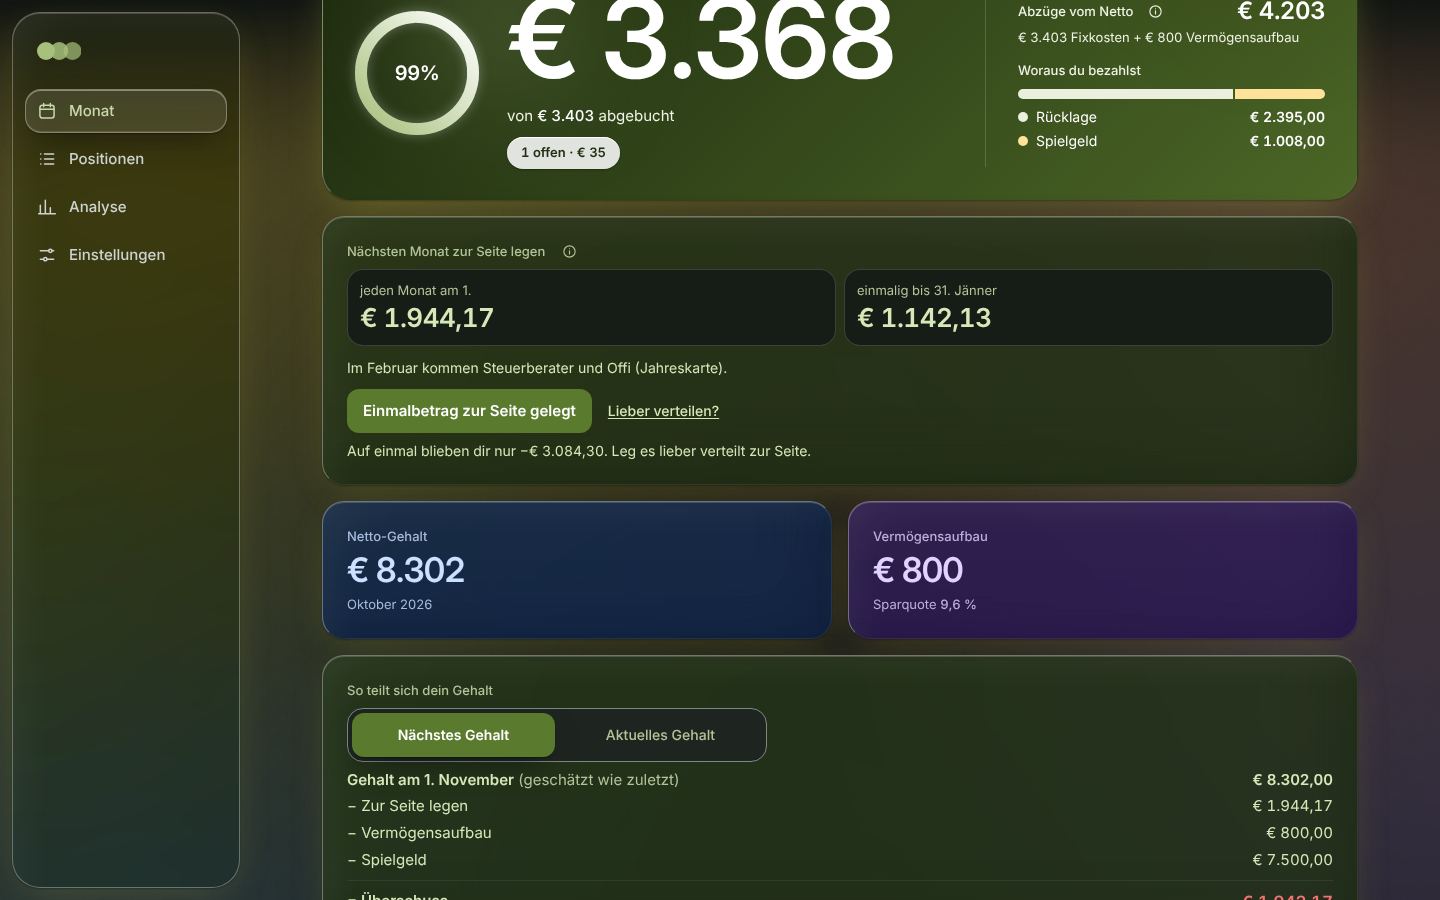 Monat
Positionen
Analyse
Einstellungen
99%
€ 3.368
von € 3.403 abgebucht
1 offen · € 35
Abzüge vom Netto
€ 4.203
€ 3.403 Fixkosten + € 800 Vermögensaufbau
Woraus du bezahlst
Rücklage € 2.395,00
Spielgeld € 1.008,00
Nächsten Monat zur Seite legen
jeden Monat am 1.
€ 1.944,17
einmalig bis 31. Jänner
€ 1.142,13
Im Februar kommen Steuerberater und Offi (Jahreskarte).
Einmalbetrag zur Seite gelegt
Lieber verteilen?
Auf einmal blieben dir nur −€ 3.084,30. Leg es lieber verteilt zur Seite.
Netto-Gehalt
€ 8.302
Oktober 2026
Vermögensaufbau
€ 800
Sparquote 9,6 %
So teilt sich dein Gehalt
Nächstes Gehalt
Aktuelles Gehalt
Gehalt am 1. November (geschätzt wie zuletzt) € 8.302,00
− Zur Seite legen € 1.944,17
− Vermögensaufbau € 800,00
− Spielgeld € 7.500,00